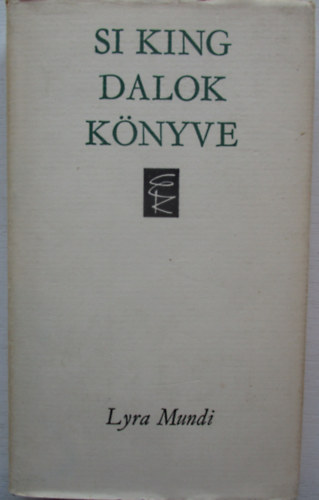 SI KING
DALOK
KÖNYVE
Lyra Mundi